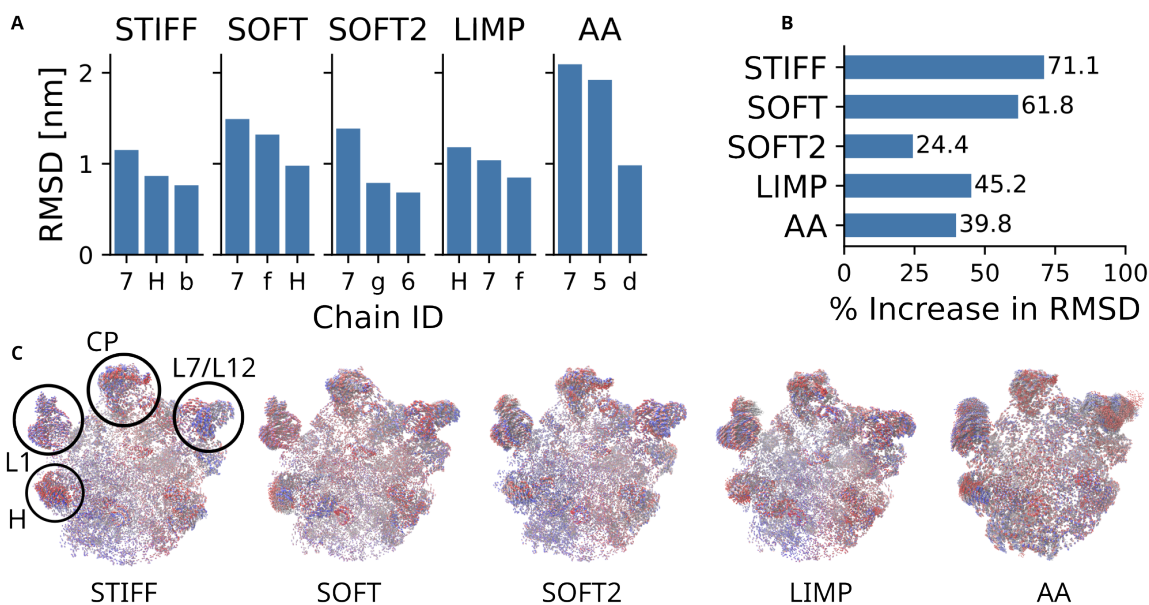 A
STIFF SOFT SOFT2 LIMP AA
RMSD [nm]
2
1
0
7 H b 7 f H 7 g 6 H 7 f 7 5 d
Chain ID
B
STIFF 71.1
SOFT 61.8
SOFT2 24.4
LIMP 45.2
AA 39.8
0 25 50 75 100
% Increase in RMSD
C
CP
L7/L12
L1
H
STIFF SOFT SOFT2 LIMP AA